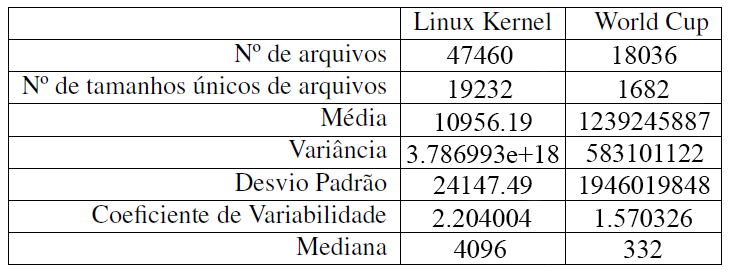 Linux Kernel World Cup
Nº de arquivos 47460 18036
Nº de tamanhos únicos de arquivos 19232 1682
Média 10956.19 1239245887
Variância 3.786993e+18 583101122
Desvio Padrão 24147.49 1946019848
Coeficiente de Variabilidade 2.204004 1.570326
Mediana 4096 332